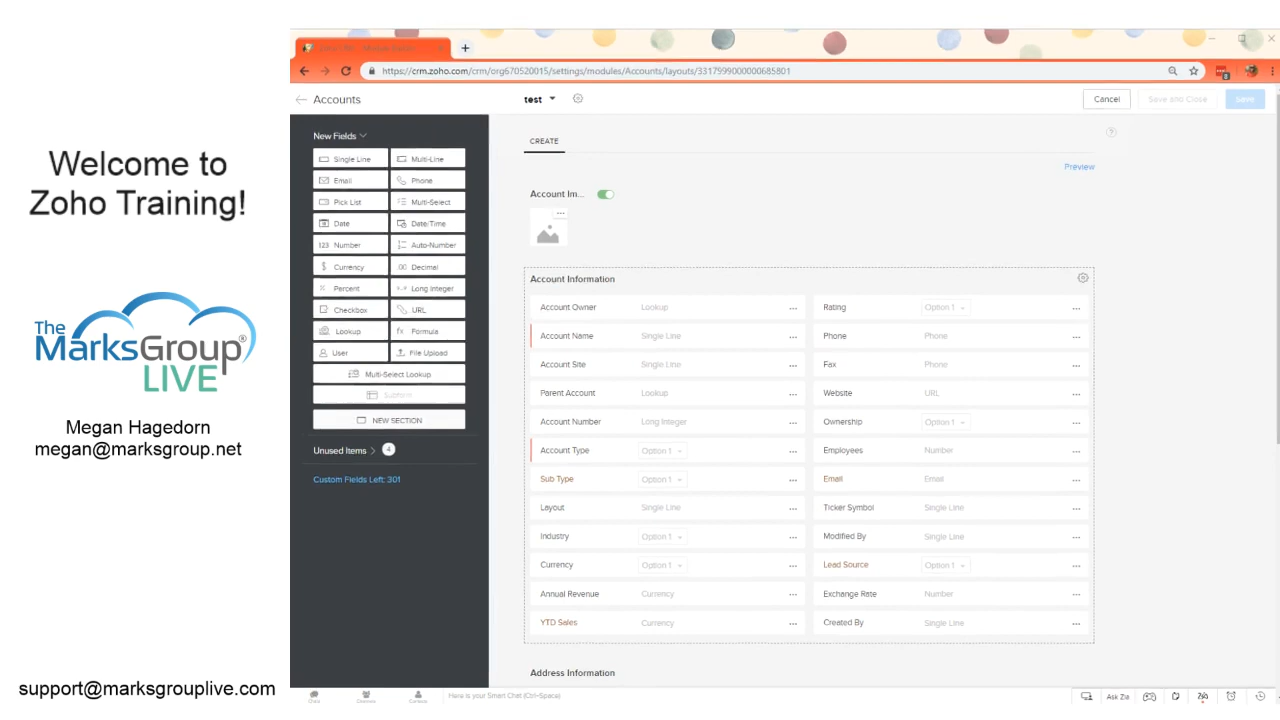 Welcome to
Zoho Training!
The
MarksGroup®
LIVE
Megan Hagedorn
megan@marksgroup.net
support@marksgrouplive.com
https://crm.zoho.com/crm/org670520015/settings/modules/Accounts/layouts/3317999000000685801
Accounts
test
Cancel
Save and Close
Save
New Fields
Single Line
Multi-Line
Email
Phone
Pick List
Multi-Select
Date
Date/Time
123 Number
Auto-Number
$ Currency
.00 Decimal
% Percent
Long Integer
Checkbox
URL
Lookup
fx Formula
User
File Upload
Multi-Select Lookup
Subform
NEW SECTION
Unused Items
4
Custom Fields Left: 301
CREATE
?
Preview
Account Im...
Account Information
Account Owner Lookup
Rating Option 1
Account Name Single Line
Phone Phone
Account Site Single Line
Fax Phone
Parent Account Lookup
Website URL
Account Number Long Integer
Ownership Option 1
Account Type Option 1
Employees Number
Sub Type Option 1
Email Email
Layout Single Line
Ticker Symbol Single Line
Industry Option 1
Modified By Single Line
Currency Option 1
Lead Source Option 1
Annual Revenue Currency
Exchange Rate Number
YTD Sales Currency
Created By Single Line
Address Information
Chats
Channels
Contacts
Here is your Smart Chat (Ctrl+Space)
Ask Zia